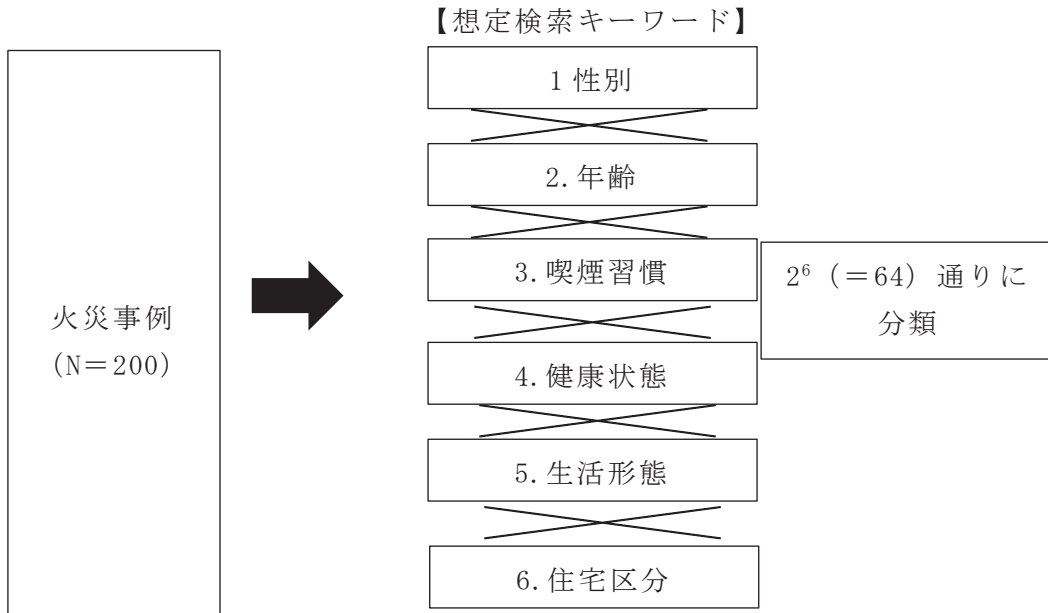 【想定検索キーワード】
1 性別
2.年齢
3.喫煙習慣
4.健康状態
5.生活形態
6.住宅区分
火災事例
(N＝200)
2⁶（＝64）通りに
分類